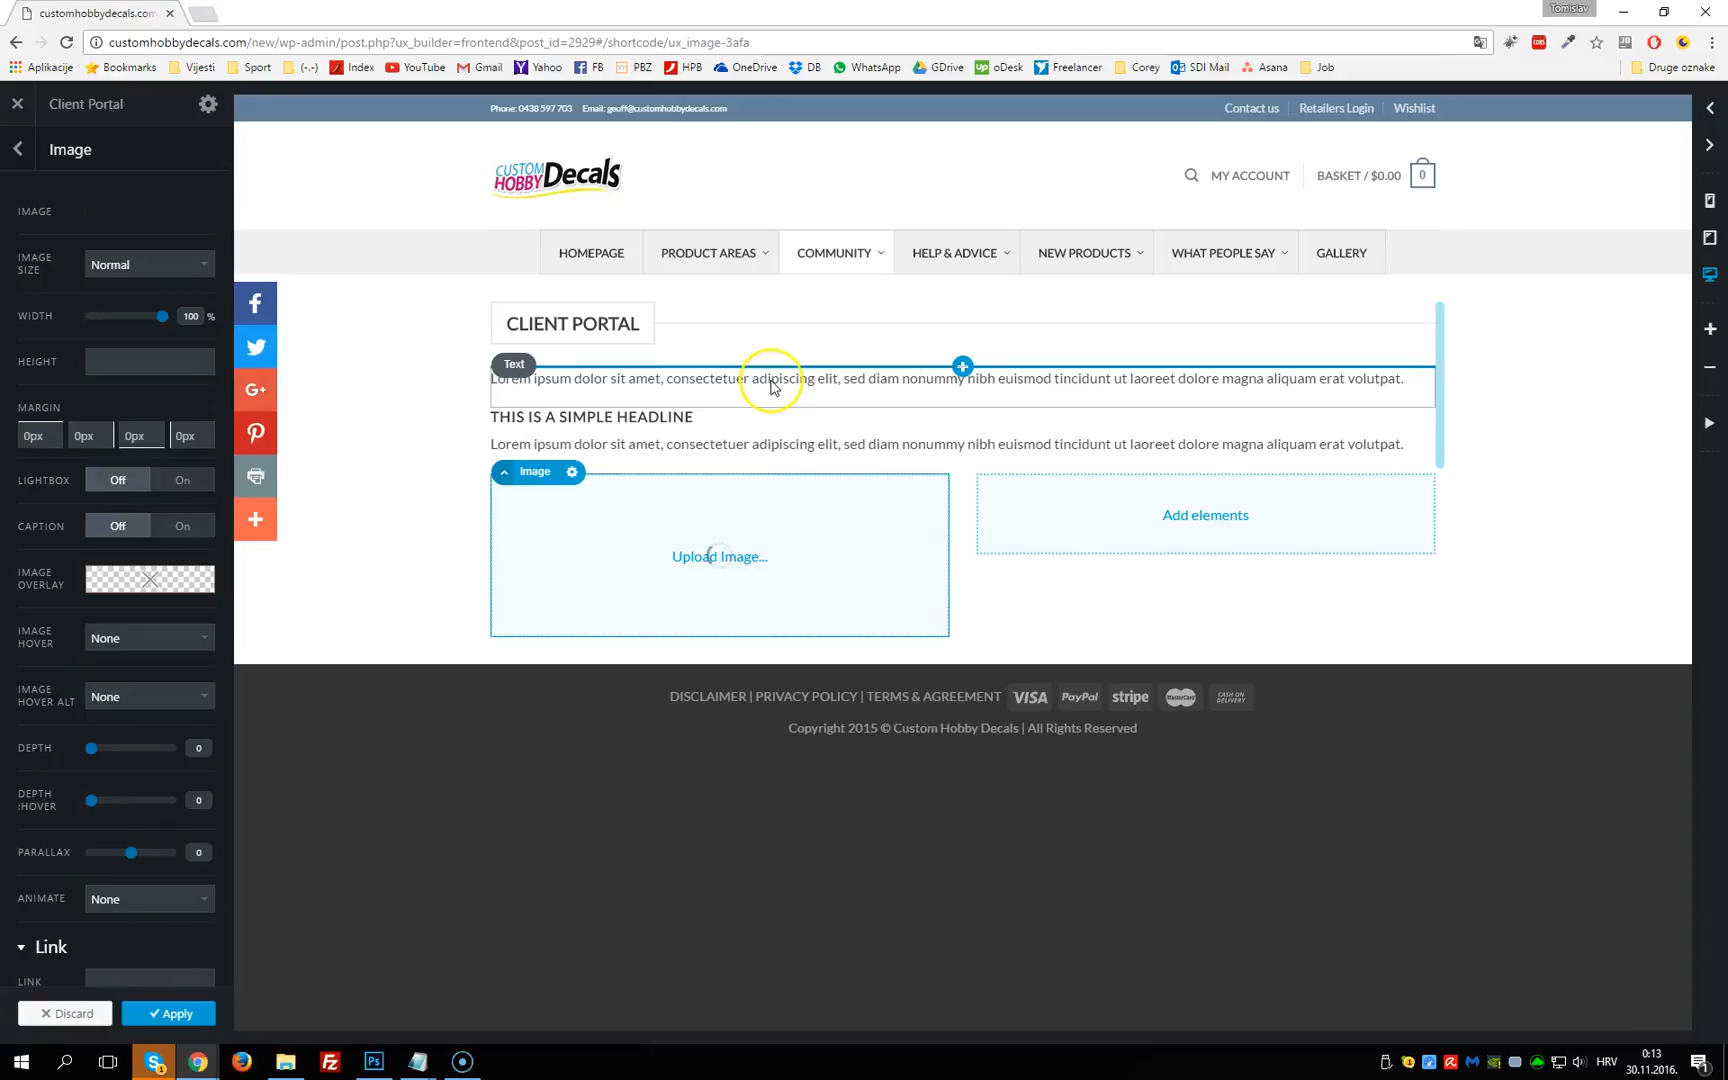 customhobbydecals.com
Tomislav
customhobbydecals.com/new/wp-admin/post.php?ux_builder=frontend&post_id=2929#/shortcode/ux_image-3afa
Aplikacije Bookmarks Vijesti Sport (-.-) Index YouTube Gmail Yahoo FB PBZ HPB OneDrive DB WhatsApp GDrive oDesk Freelancer Corey SDI Mail Asana Job Druge oznake
Client Portal
Phone: 0438 597 703 Email: geoff@customhobbydecals.com
Contact us Retailers Login Wishlist
Image
CUSTOM HOBBY Decals
MY ACCOUNT BASKET / $0.00 0
IMAGE
HOMEPAGE PRODUCT AREAS COMMUNITY HELP & ADVICE NEW PRODUCTS WHAT PEOPLE SAY GALLERY
IMAGE SIZE Normal
WIDTH 100 %
CLIENT PORTAL
HEIGHT
Text
Lorem ipsum dolor sit amet, consectetuer adipiscing elit, sed diam nonummy nibh euismod tincidunt ut laoreet dolore magna aliquam erat volutpat.
MARGIN
0px 0px 0px 0px
THIS IS A SIMPLE HEADLINE
Lorem ipsum dolor sit amet, consectetuer adipiscing elit, sed diam nonummy nibh euismod tincidunt ut laoreet dolore magna aliquam erat volutpat.
Image
LIGHTBOX Off On
CAPTION Off On
Add elements
Upload Image...
IMAGE OVERLAY
IMAGE HOVER None
IMAGE HOVER ALT None
DISCLAIMER | PRIVACY POLICY | TERMS & AGREEMENT VISA PayPal stripe MasterCard CASH ON DELIVERY
Copyright 2015 © Custom Hobby Decals | All Rights Reserved
DEPTH 0
DEPTH :HOVER 0
PARALLAX 0
ANIMATE None
Link
LINK
Discard Apply
HRV
0:13
30.11.2016.